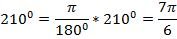 210⁰ = π/180⁰ * 210⁰ = 7π/6